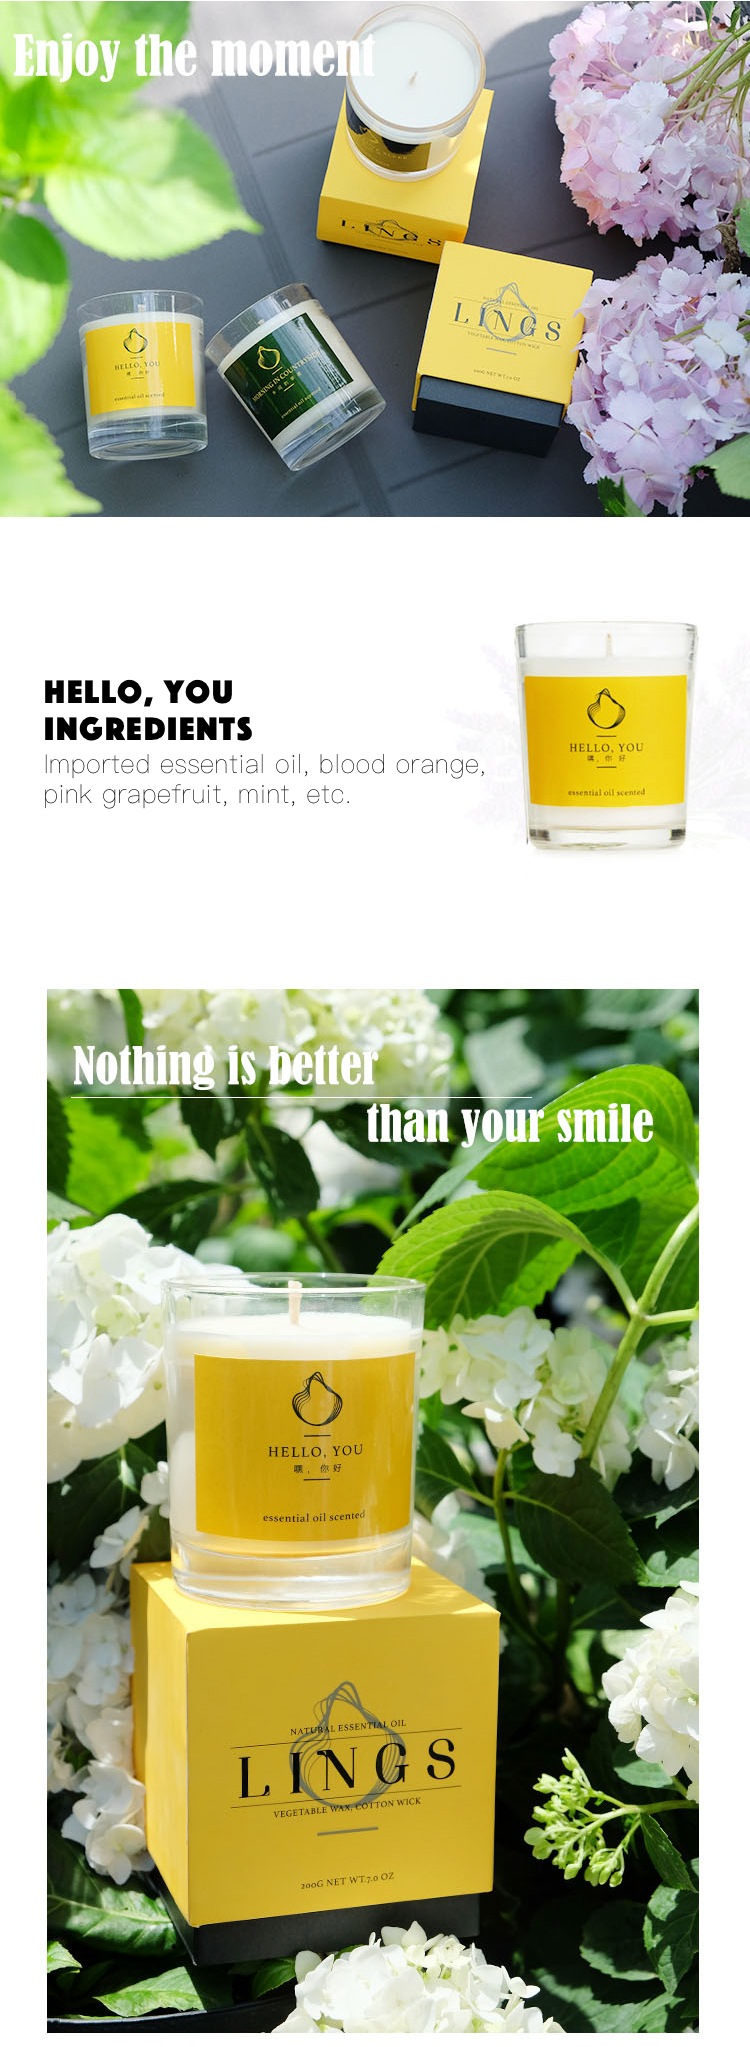 Enjoy the moment
LINGS
NATURAL ESSENTIAL OIL
LINGS
VEGETABLE WAX, COTTON WICK
200G NET WT.7.0 OZ
HELLO, YOU
嘿，你好
essential oil scented
MORNING IN COUNTRYSIDE
essential oil scented
HELLO, YOU
INGREDIENTS
Imported essential oil, blood orange,
pink grapefruit, mint, etc.
HELLO, YOU
嘿，你好
essential oil scented
Nothing is better
than your smile
HELLO, YOU
嘿，你好
essential oil scented
NATURAL ESSENTIAL OIL
LINGS
VEGETABLE WAX, COTTON WICK
200G NET WT.7.0 OZ